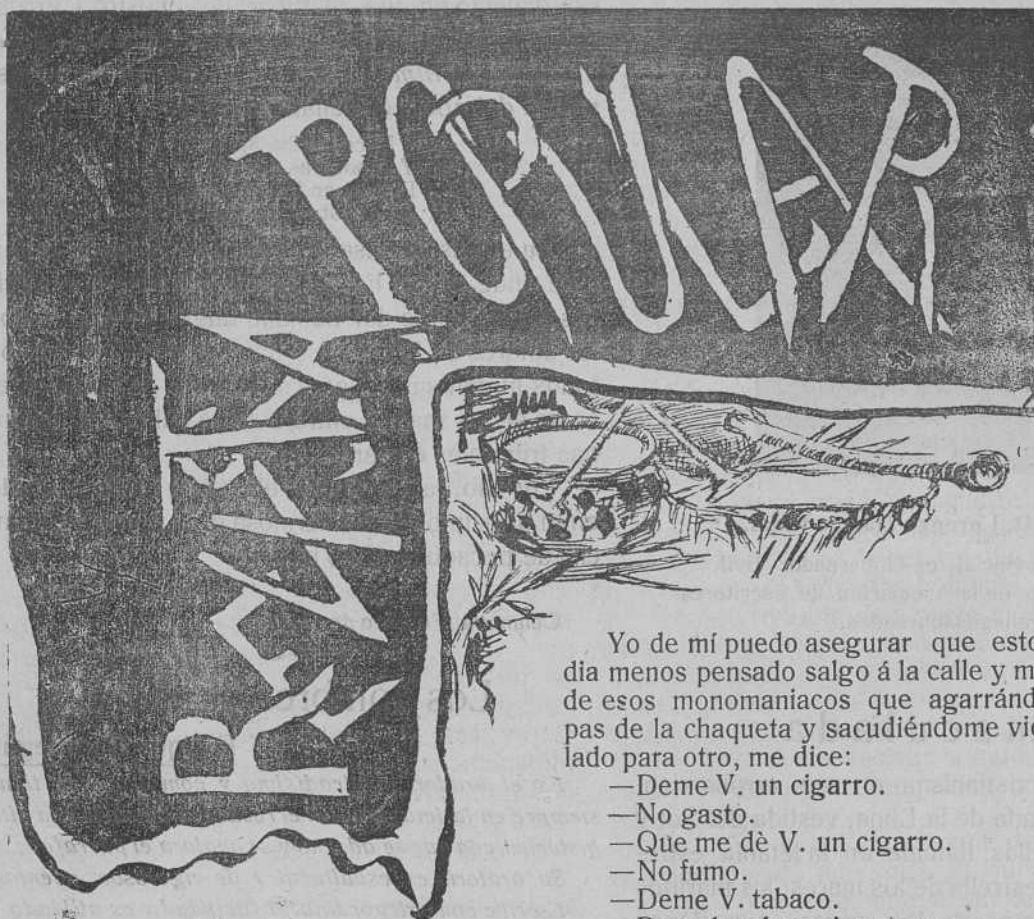 REVISTA POPULAR
Yo de mí puedo asegurar que esto
dia menos pensado salgo á la calle y m
de esos monomaniacos que agarránd
pas de la chaqueta y sacudiéndome vio
lado para otro, me dice:
—Deme V. un cigarro.
—No gasto.
—Que me dè V. un cigarro.
—No fumo.
—Deme V. tabaco.